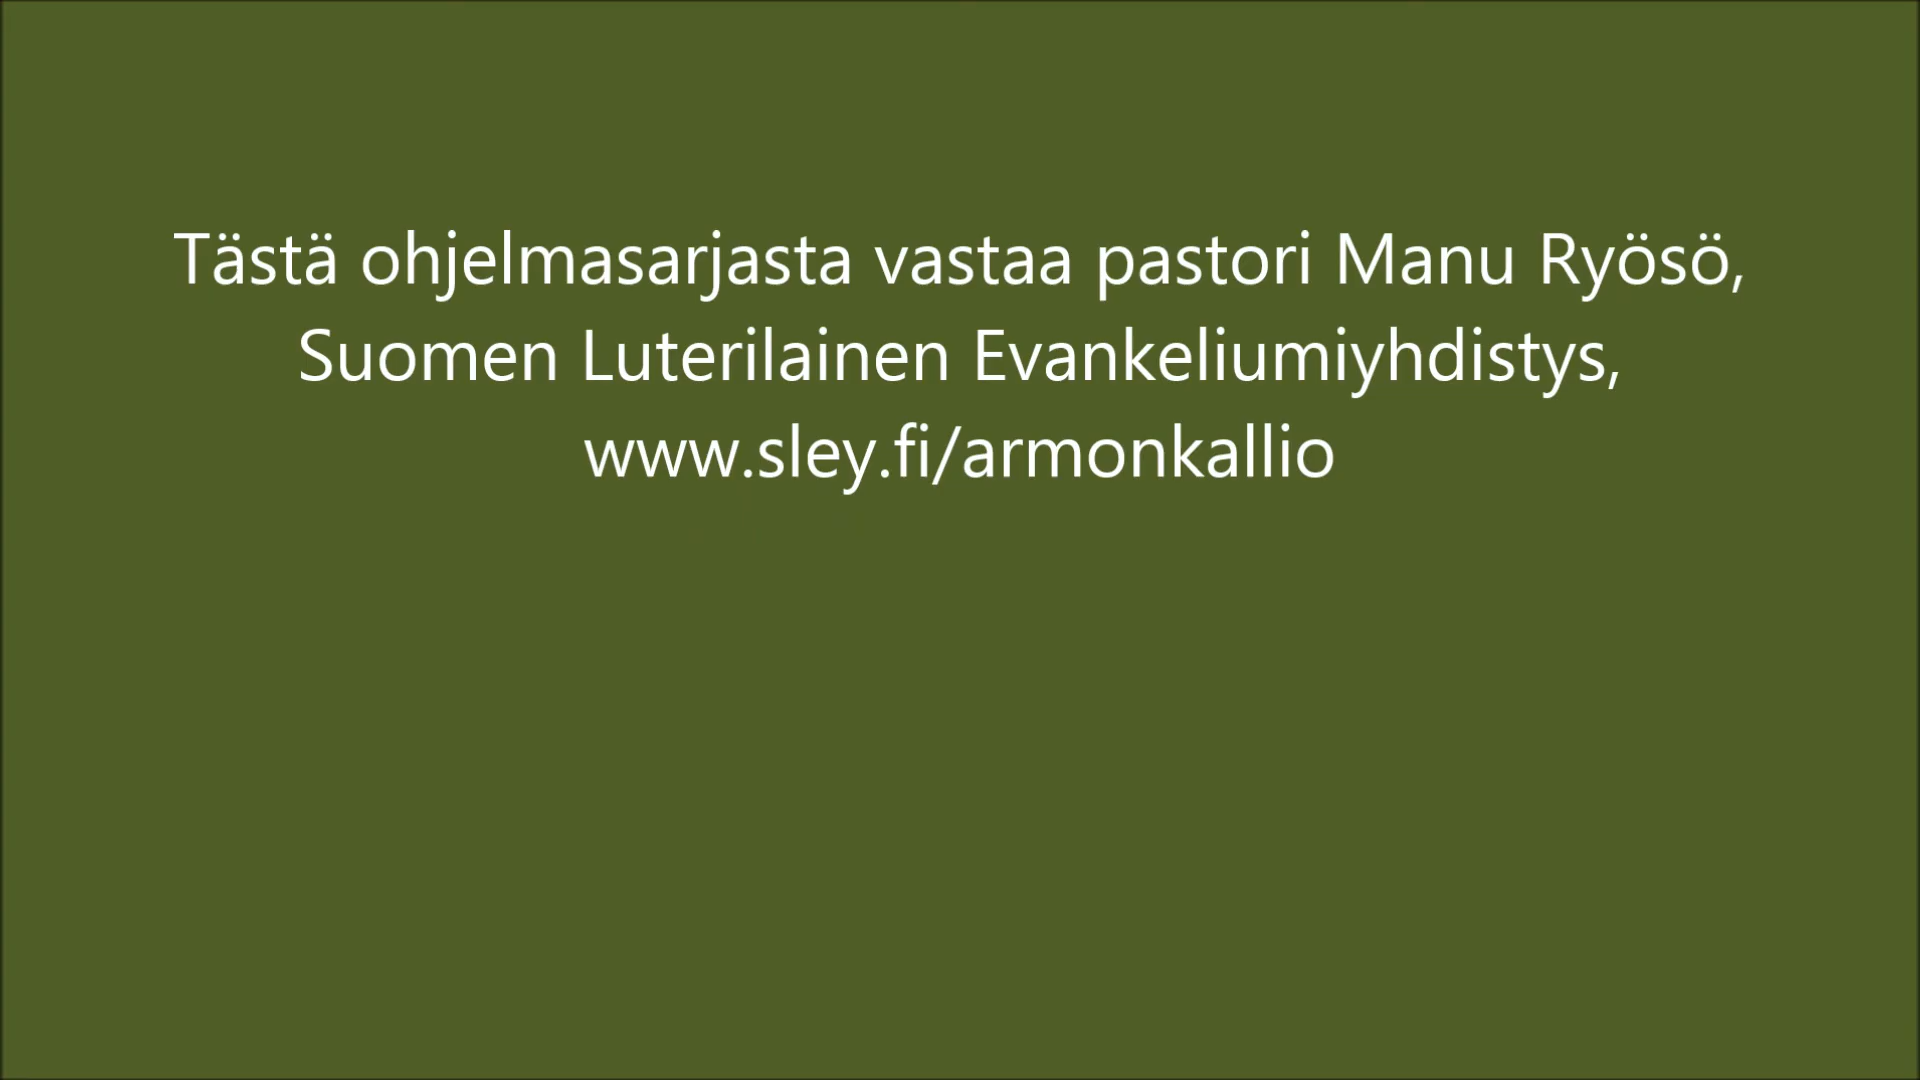 Tästä ohjelmasarjasta vastaa pastori Manu Ryösö,
Suomen Luterilainen Evankeliumiyhdistys,
www.sley.fi/armonkallio